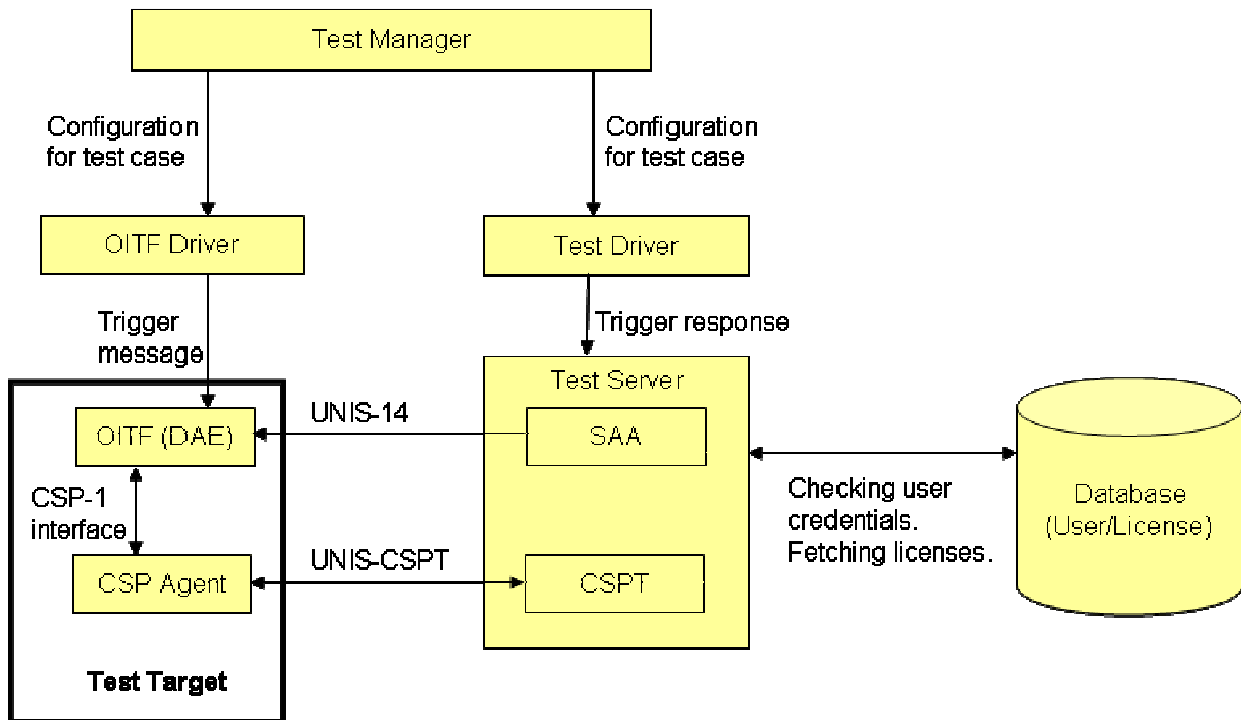 Test Manager
Configuration
for test case
Configuration
for test case
OITF Driver
Test Driver
Trigger
message
Trigger response
Test Server
OITF (DAE)
UNIS-14
SAA
CSP-1
interface
Checking user
credentials.
Fetching licenses.
Database
(User/License)
CSP Agent
UNIS-CSPT
CSPT
Test Target